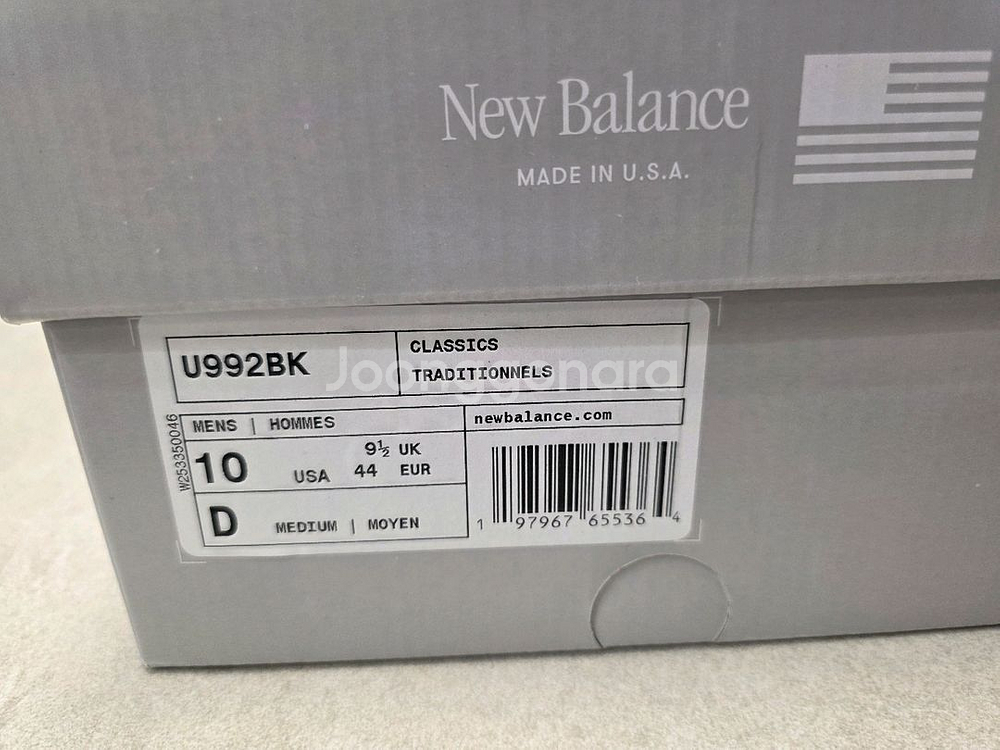 New Balance
MADE IN U.S.A.
U992BK
CLASSICS
TRADITIONNELS
Joonggonara
MENS | HOMMES
newbalance.com
10 USA 9½ UK
44 EUR
D MEDIUM | MOYEN
W253350046
1 97967 65536 4